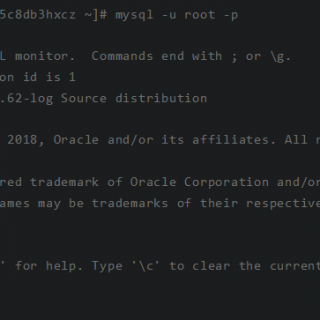 5c8db3hxcz ~]# mysql -u root -p
L monitor.  Commands end with ; or \g.
on id is 1
.62-log Source distribution
2018, Oracle and/or its affiliates. All r
red trademark of Oracle Corporation and/or
ames may be trademarks of their respective
' for help. Type '\c' to clear the current